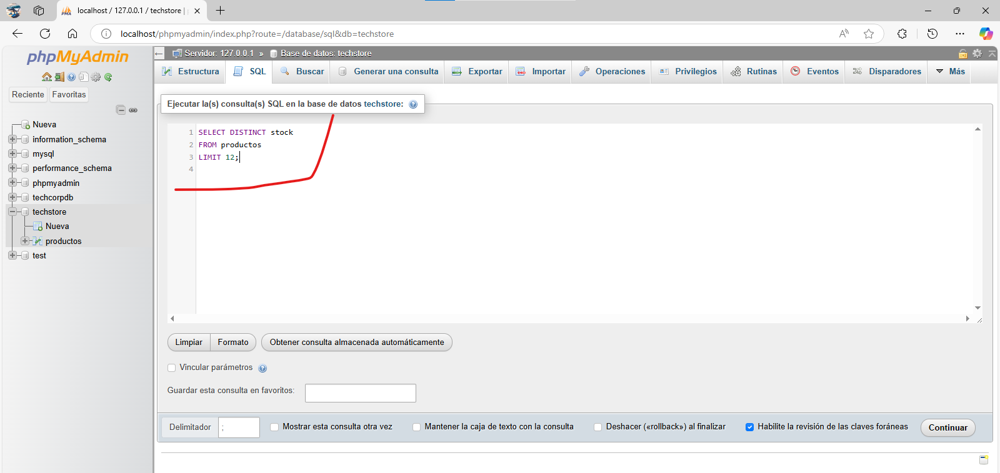 localhost / 127.0.0.1 / techstore |
localhost/phpmyadmin/index.php?route=/database/sql&db=techstore
phpMyAdmin
Reciente
Favoritas
Nueva
information_schema
mysql
performance_schema
phpmyadmin
techcorpdb
techstore
Nueva
productos
test
Servidor: 127.0.0.1 » Base de datos: techstore
Estructura
SQL
Buscar
Generar una consulta
Exportar
Importar
Operaciones
Privilegios
Rutinas
Eventos
Disparadores
Más
Ejecutar la(s) consulta(s) SQL en la base de datos techstore:
1 SELECT DISTINCT stock
2 FROM productos
3 LIMIT 12;
4
Limpiar
Formato
Obtener consulta almacenada automáticamente
Vincular parámetros
Guardar esta consulta en favoritos:
Delimitador ;
Mostrar esta consulta otra vez
Mantener la caja de texto con la consulta
Deshacer («rollback») al finalizar
Habilite la revisión de las claves foráneas
Continuar